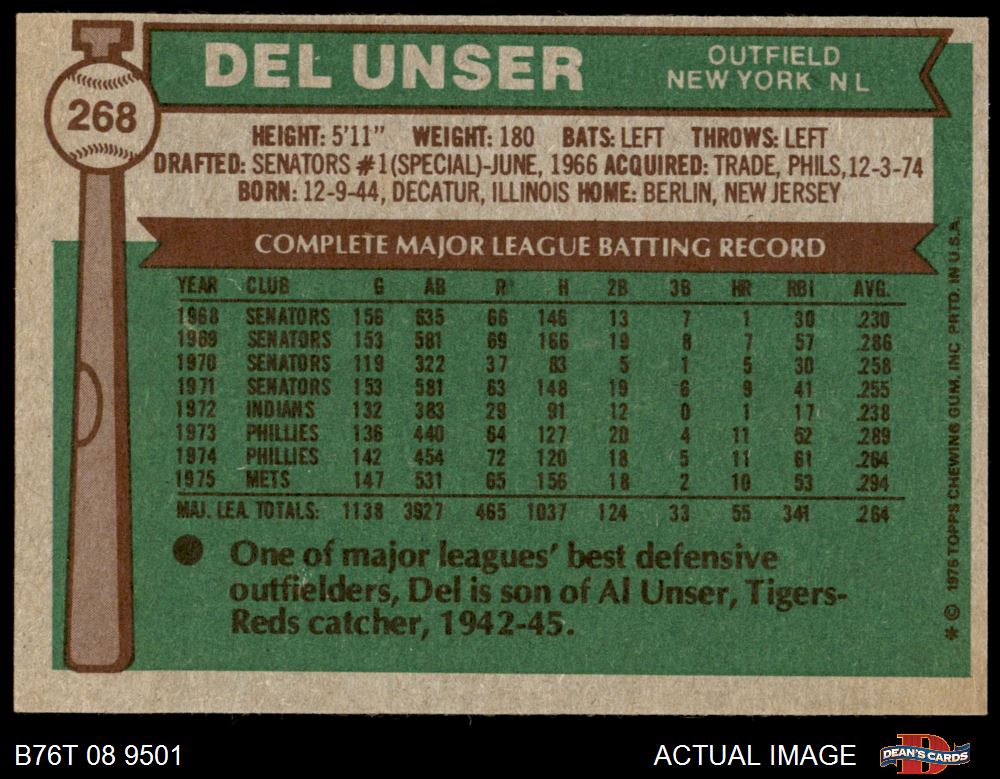 DEL UNSER
OUTFIELD
NEW YORK N L
268
HEIGHT: 5'11" WEIGHT: 180 BATS: LEFT THROWS: LEFT
DRAFTED: SENATORS #1(SPECIAL)-JUNE, 1966 ACQUIRED: TRADE, PHILS, 12-3-74
BORN: 12-9-44, DECATUR, ILLINOIS HOME: BERLIN, NEW JERSEY
COMPLETE MAJOR LEAGUE BATTING RECORD
YEAR CLUB G AB R H 2B 3B HR RBI AVG.
1968 SENATORS 156 635 66 146 13 7 1 30 .230
1969 SENATORS 153 581 69 166 19 8 7 57 .286
1970 SENATORS 119 322 37 83 5 1 5 30 .258
1971 SENATORS 153 581 63 148 19 6 9 41 .255
1972 INDIANS 132 383 29 91 12 0 1 17 .238
1973 PHILLIES 136 440 64 127 20 4 11 52 .289
1974 PHILLIES 142 454 72 120 18 5 11 61 .264
1975 METS 147 531 65 156 18 2 10 53 .294
MAJ. LEA. TOTALS: 1138 3927 465 1037 124 33 55 341 .264
One of major leagues' best defensive
outfielders, Del is son of Al Unser, Tigers-
Reds catcher, 1942-45.
* © 1976 TOPPS CHEWING GUM, INC PRTD. IN U.S.A.
B76T 08 9501
ACTUAL IMAGE
DEAN'S CARDS